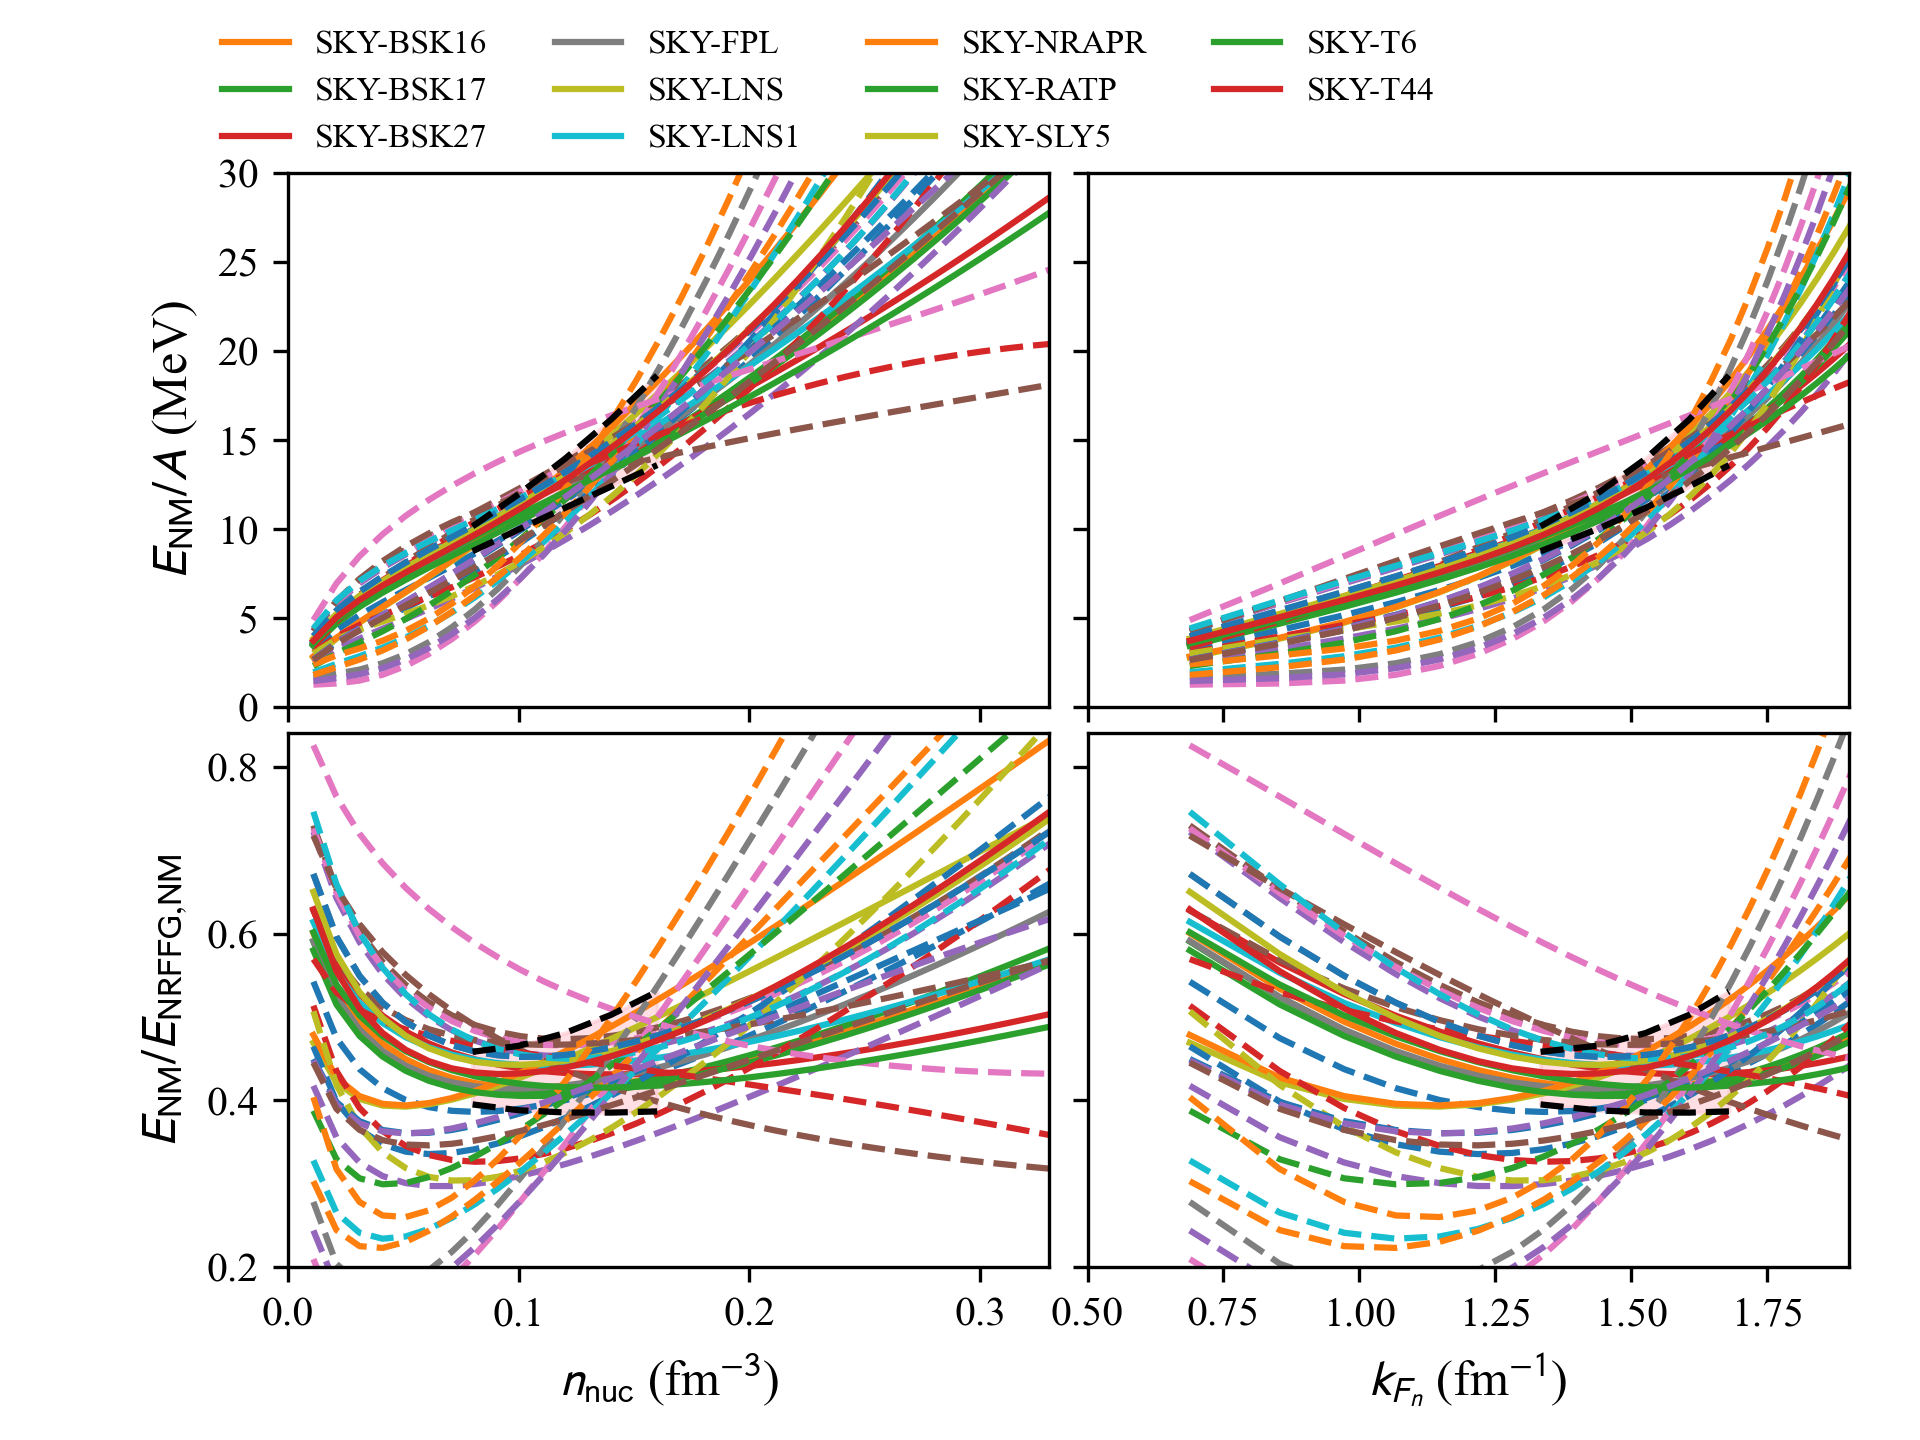 SKY-BSK16 SKY-FPL SKY-NRAPR SKY-T6
SKY-BSK17 SKY-LNS SKY-RATP SKY-T44
SKY-BSK27 SKY-LNS1 SKY-SLY5
30
25
20
15
10
5
0
E_NM/A (MeV)
0.8
0.6
0.4
0.2
E_NM/E_NRFFG,NM
0.0 0.1 0.2 0.3
0.50 0.75 1.00 1.25 1.50 1.75
n_nuc (fm⁻³)
k_{F_n} (fm⁻¹)